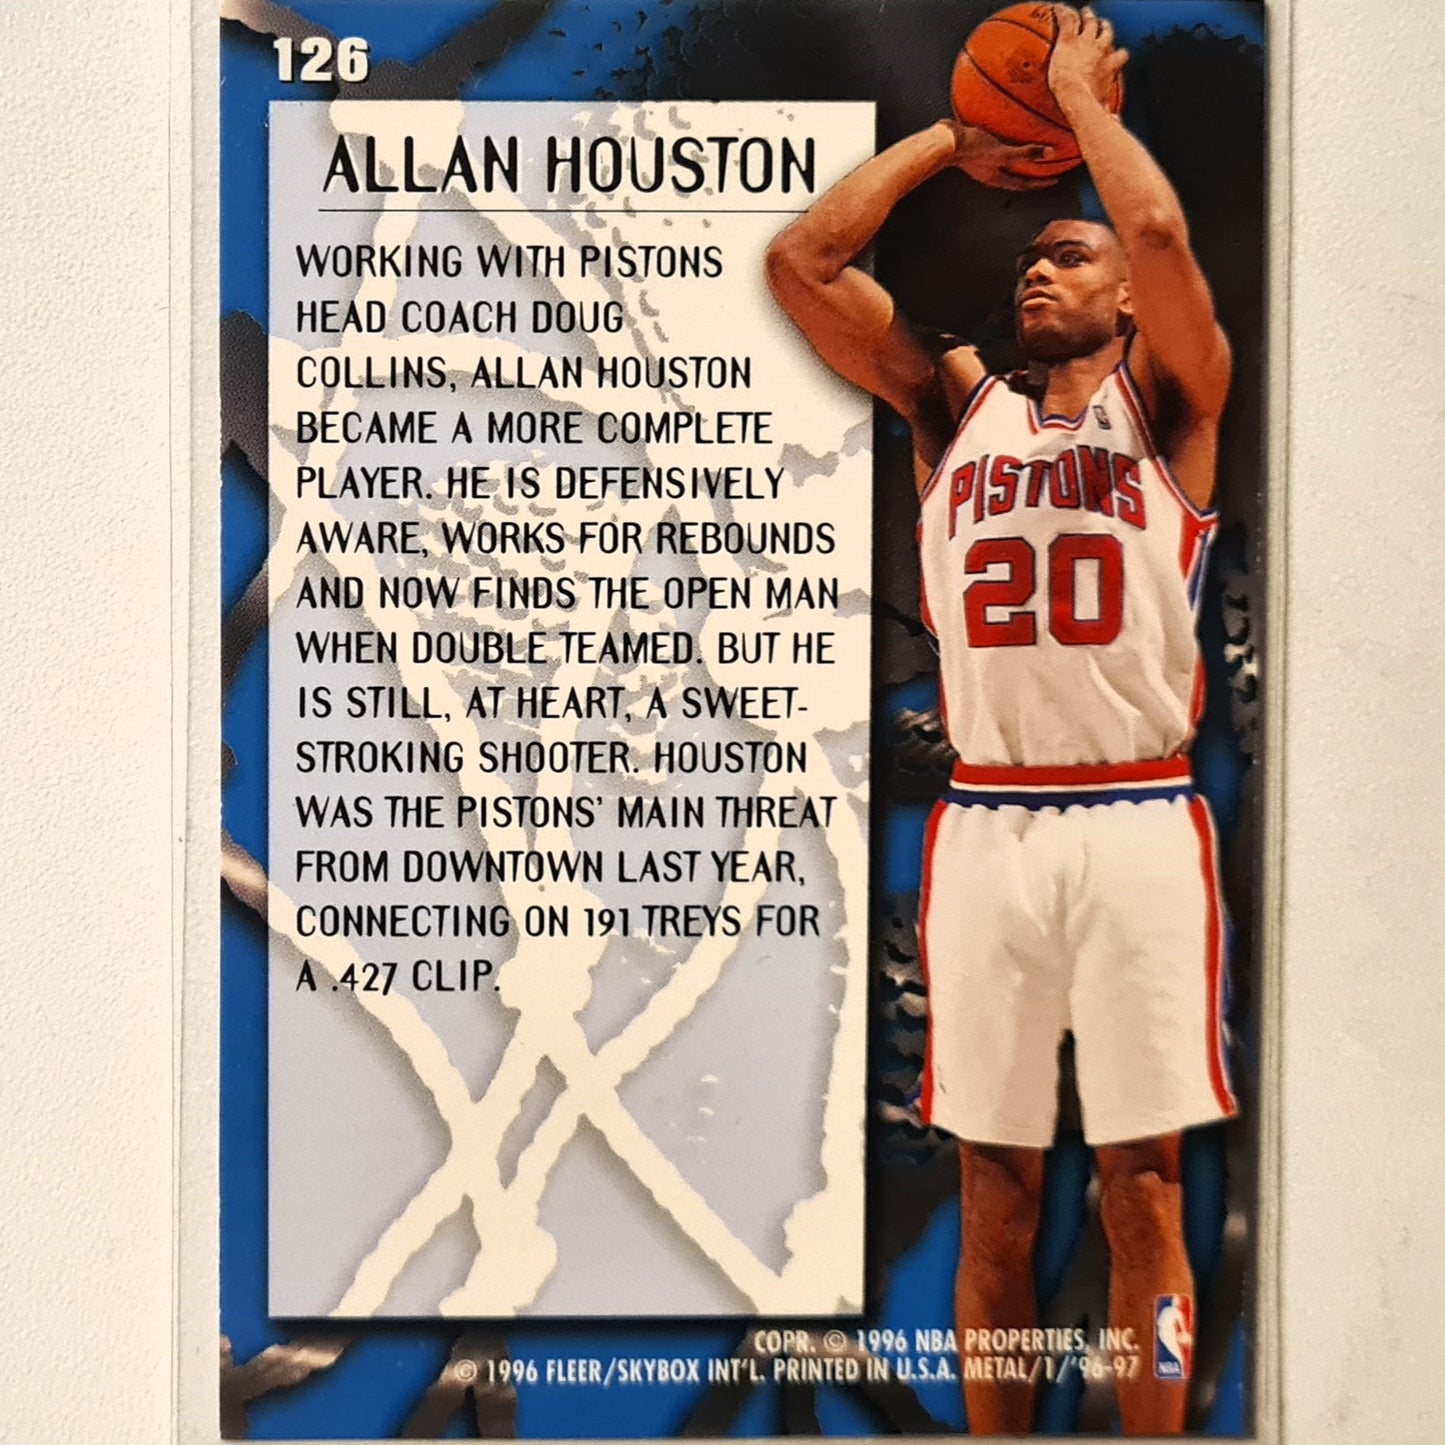 126
ALLAN HOUSTON
WORKING WITH PISTONS
HEAD COACH DOUG
COLLINS, ALLAN HOUSTON
BECAME A MORE COMPLETE
PLAYER. HE IS DEFENSIVELY
AWARE, WORKS FOR REBOUNDS
AND NOW FINDS THE OPEN MAN
WHEN DOUBLE TEAMED. BUT HE
IS STILL, AT HEART, A SWEET-
STROKING SHOOTER. HOUSTON
WAS THE PISTONS' MAIN THREAT
FROM DOWNTOWN LAST YEAR,
CONNECTING ON 191 TREYS FOR
A .427 CLIP.
PISTONS
20
COPR. © 1996 NBA PROPERTIES, INC.
© 1996 FLEER/SKYBOX INT'L. PRINTED IN U.S.A. METAL/1/'96-97
NBA